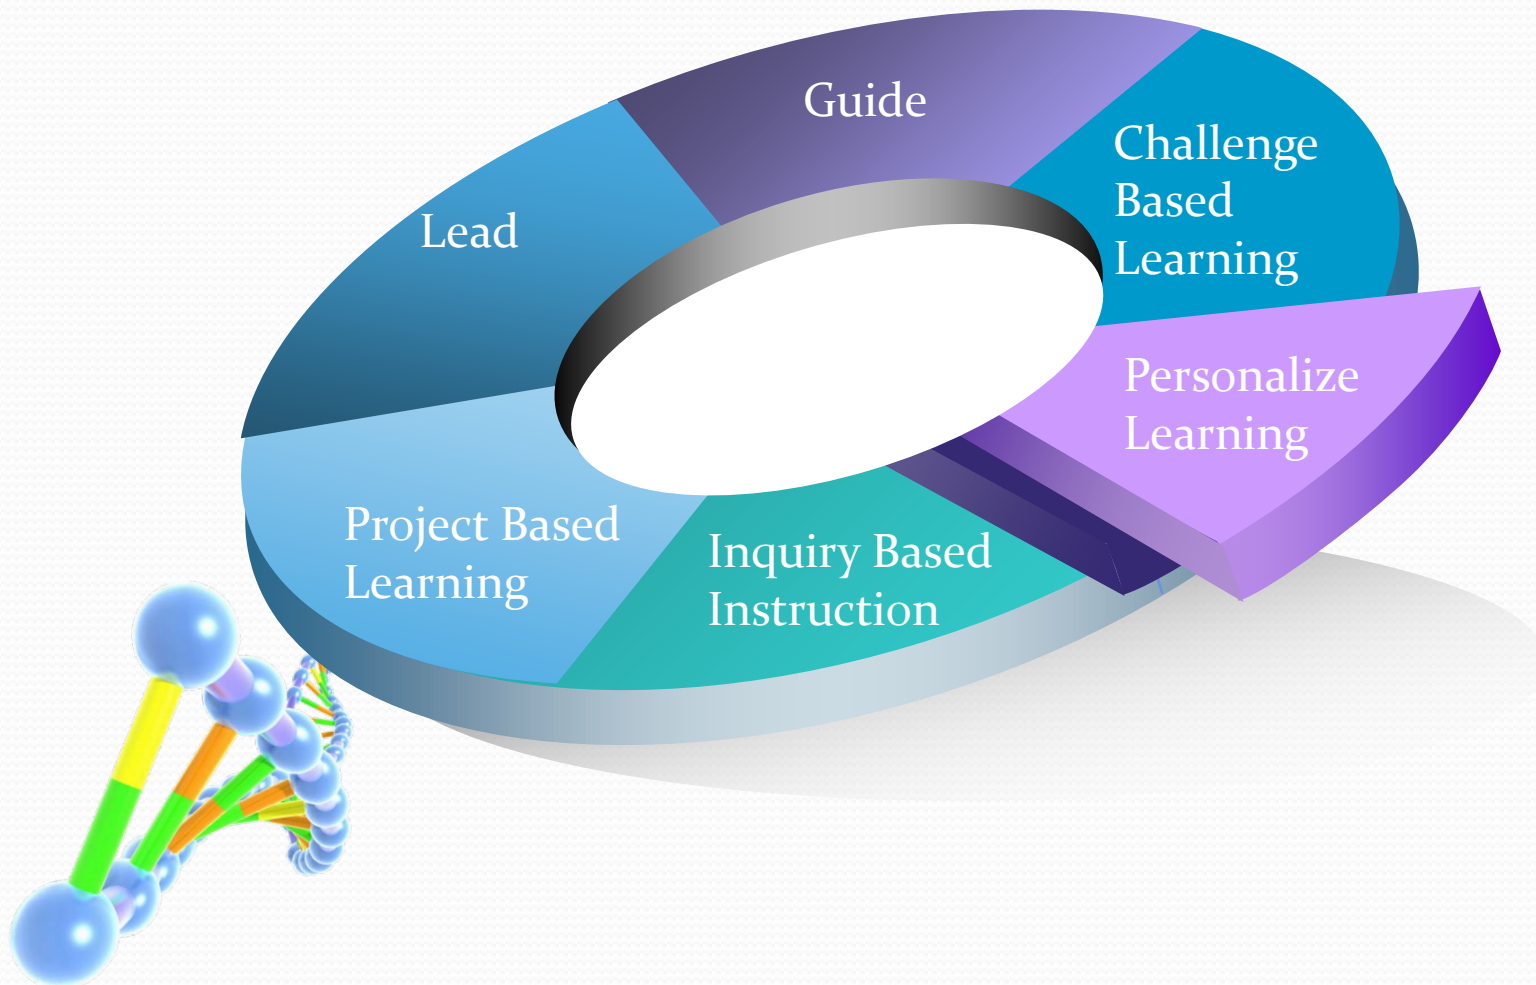 Guide
Challenge
Based
Learning
Lead
Personalize
Learning
Project Based
Learning
Inquiry Based
Instruction